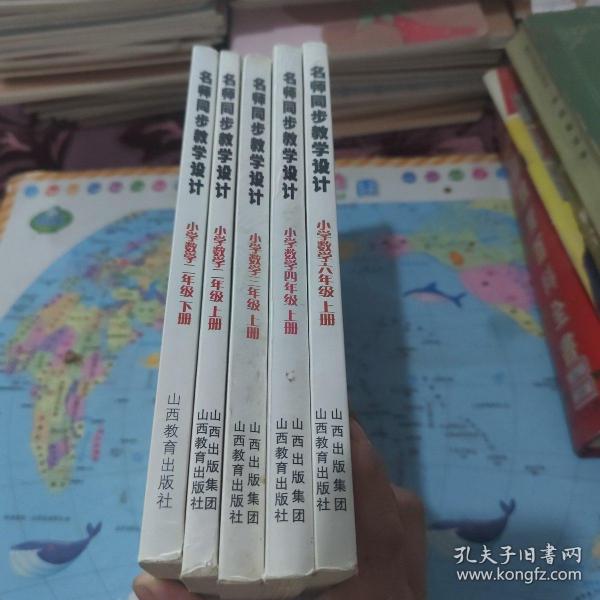 名师同步教学设计
小学数学 二年级 下册
山西教育出版社
名师同步教学设计
小学数学 二年级 上册
山西出版集团
山西教育出版社
名师同步教学设计
小学数学 三年级 上册
山西出版集团
山西教育出版社
名师同步教学设计
小学数学 四年级 上册
山西出版集团
山西教育出版社
名师同步教学设计
小学数学·六年级 上册
山西出版集团
山西教育出版社
孔夫子旧书网
www.kongfz.com